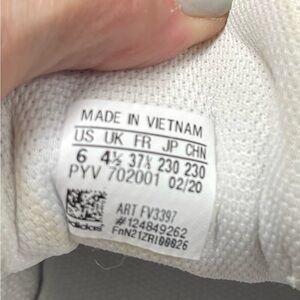 MADE IN VIETNAM
US UK FR JP CHN
6 4½ 37⅓ 230 230
PYV 702001 02/20
ART FV3397
#124849262
adidas FnN21ZRI00026